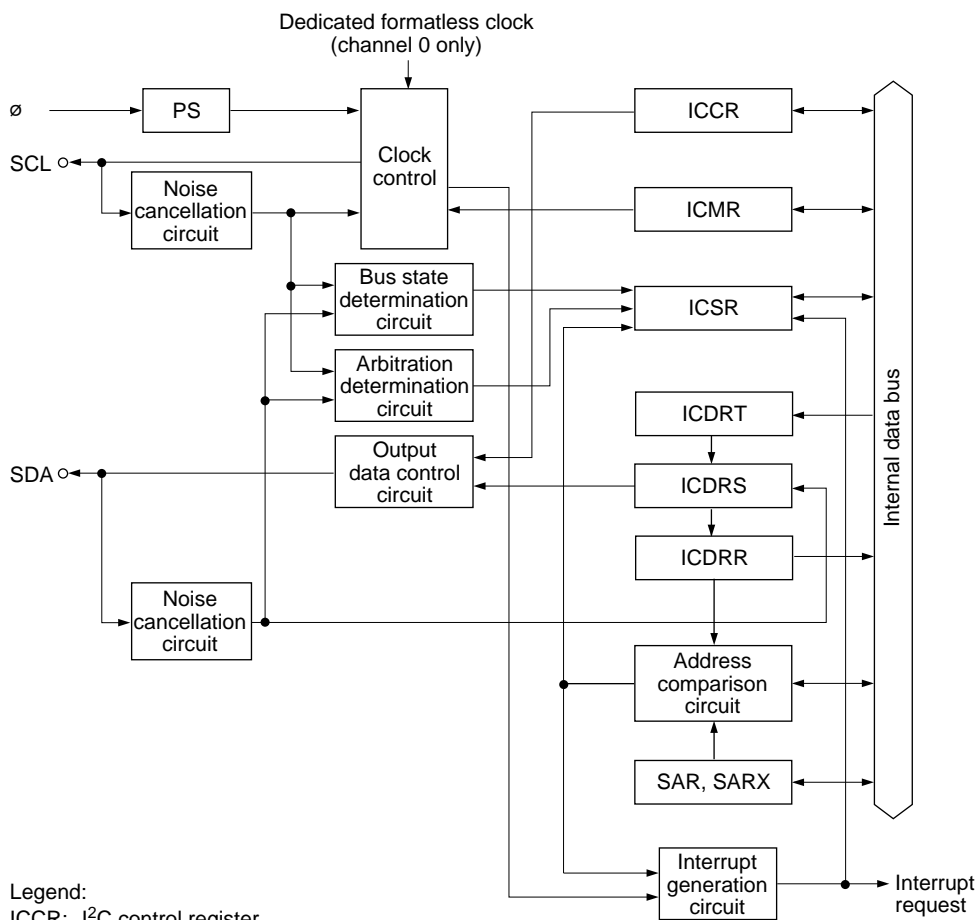 Dedicated formatless clock
(channel 0 only)
ø
PS
ICCR
SCL
Clock
control
Noise
cancellation
circuit
ICMR
Bus state
determination
circuit
ICSR
Arbitration
determination
circuit
Internal data bus
ICDRT
SDA
Output
data control
circuit
ICDRS
ICDRR
Noise
cancellation
circuit
Address
comparison
circuit
SAR, SARX
Interrupt
generation
circuit
Interrupt
request
Legend:
ICCR: I²C control register